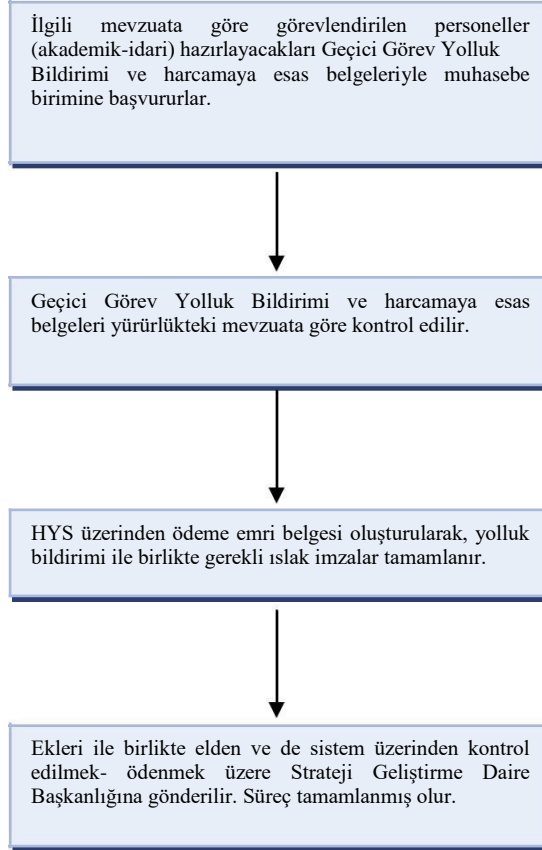 İlgili mevzuata göre görevlendirilen personeller
(akademik-idari) hazırlayacakları Geçici Görev Yolluk
Bildirimi ve harcamaya esas belgeleriyle muhasebe
birimine başvururlar.
Geçici Görev Yolluk Bildirimi ve harcamaya esas
belgeleri yürürlükteki mevzuata göre kontrol edilir.
HYS üzerinden ödeme emri belgesi oluşturularak, yolluk
bildirimi ile birlikte gerekli ıslak imzalar tamamlanır.
Ekleri ile birlikte elden ve de sistem üzerinden kontrol
edilmek- ödenmek üzere Strateji Geliştirme Daire
Başkanlığına gönderilir. Süreç tamamlanmış olur.